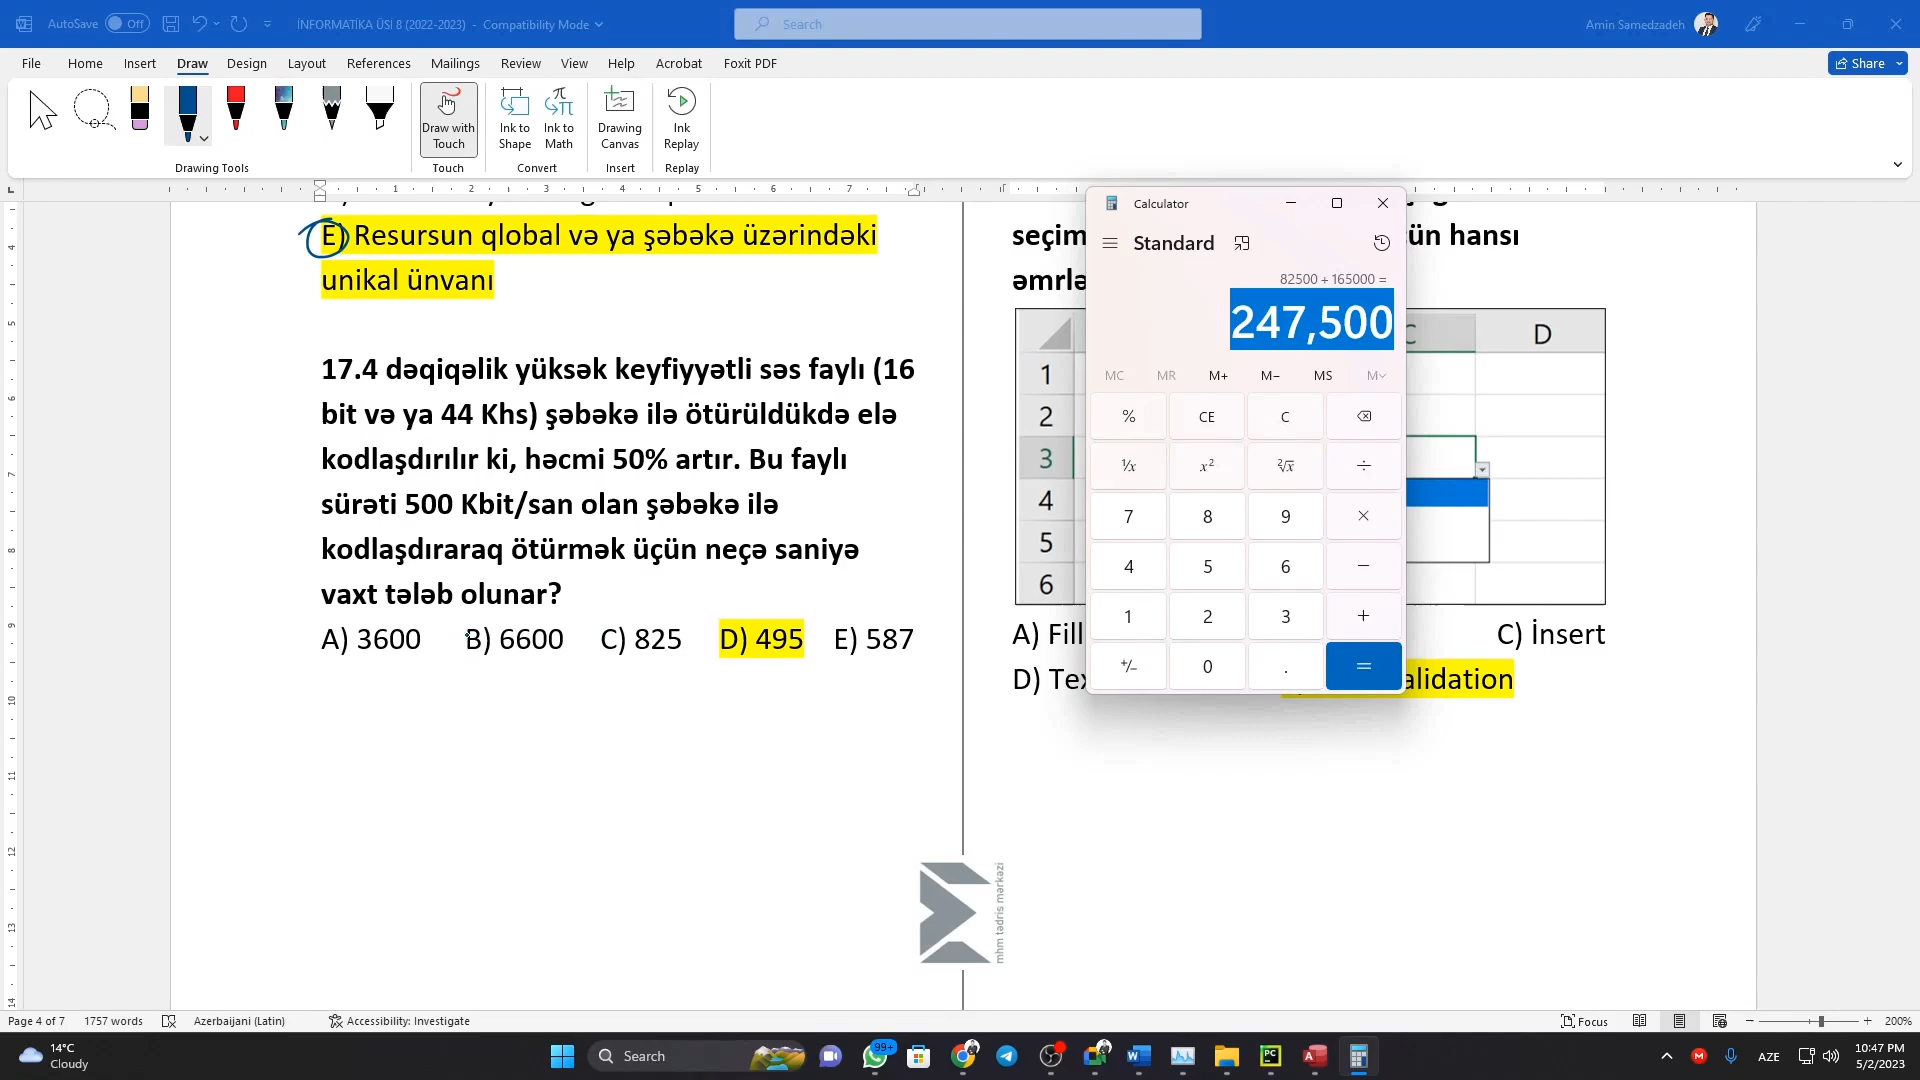 AutoSave Off İNFORMATİKA ÜSİ 8 (2022-2023) - Compatibility Mode Search Amin Samedzadeh
File Home Insert Draw Design Layout References Mailings Review View Help Acrobat Foxit PDF Share
Draw with Touch
Ink to Shape
Ink to Math
Drawing Canvas
Ink Replay
Drawing Tools Touch Convert Insert Replay
1 2 3 4 5 6 7
E) Resursun qlobal və ya şəbəkə üzərindəki
unikal ünvanı
17.4 dəqiqəlik yüksək keyfiyyətli səs faylı (16
bit və ya 44 Khs) şəbəkə ilə ötürüldükdə elə
kodlaşdırılır ki, həcmi 50% artır. Bu faylı
sürəti 500 Kbit/san olan şəbəkə ilə
kodlaşdıraraq ötürmək üçün neçə saniyə
vaxt tələb olunar?
A) 3600 B) 6600 C) 825 D) 495 E) 587
hansı
C D
1
2
3
4
5
6
A) Fill C) İnsert
D)
Calculator
Standard
82500 + 165000 =
247,500
MC MR M+ M− MS M
% CE C
¹/x x² ²√x ÷
7 8 9 ×
4 5 6 −
1 2 3 +
+/− 0 . =
mhm tədris mərkəzi
Page 4 of 7 1757 words Azerbaijani (Latin) Accessibility: Investigate Focus − + 200%
14°C
Cloudy
Search
99+
AZE
10:47 PM
5/2/2023